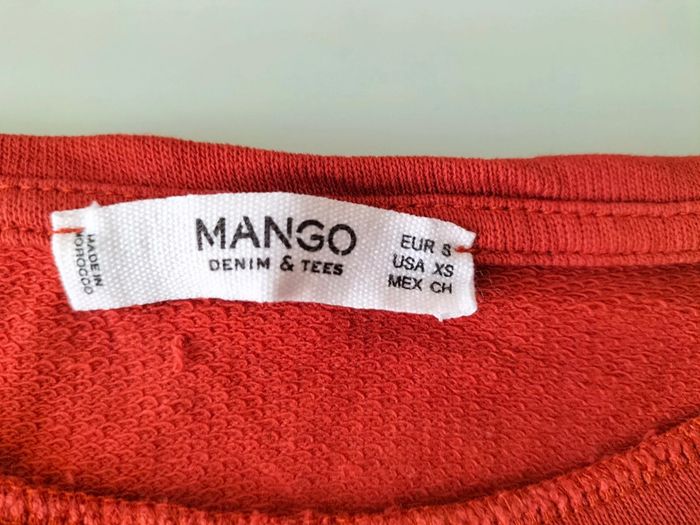 MADE IN
MOROCCO
MANGO
DENIM & TEES
EUR S
USA XS
MEX CH